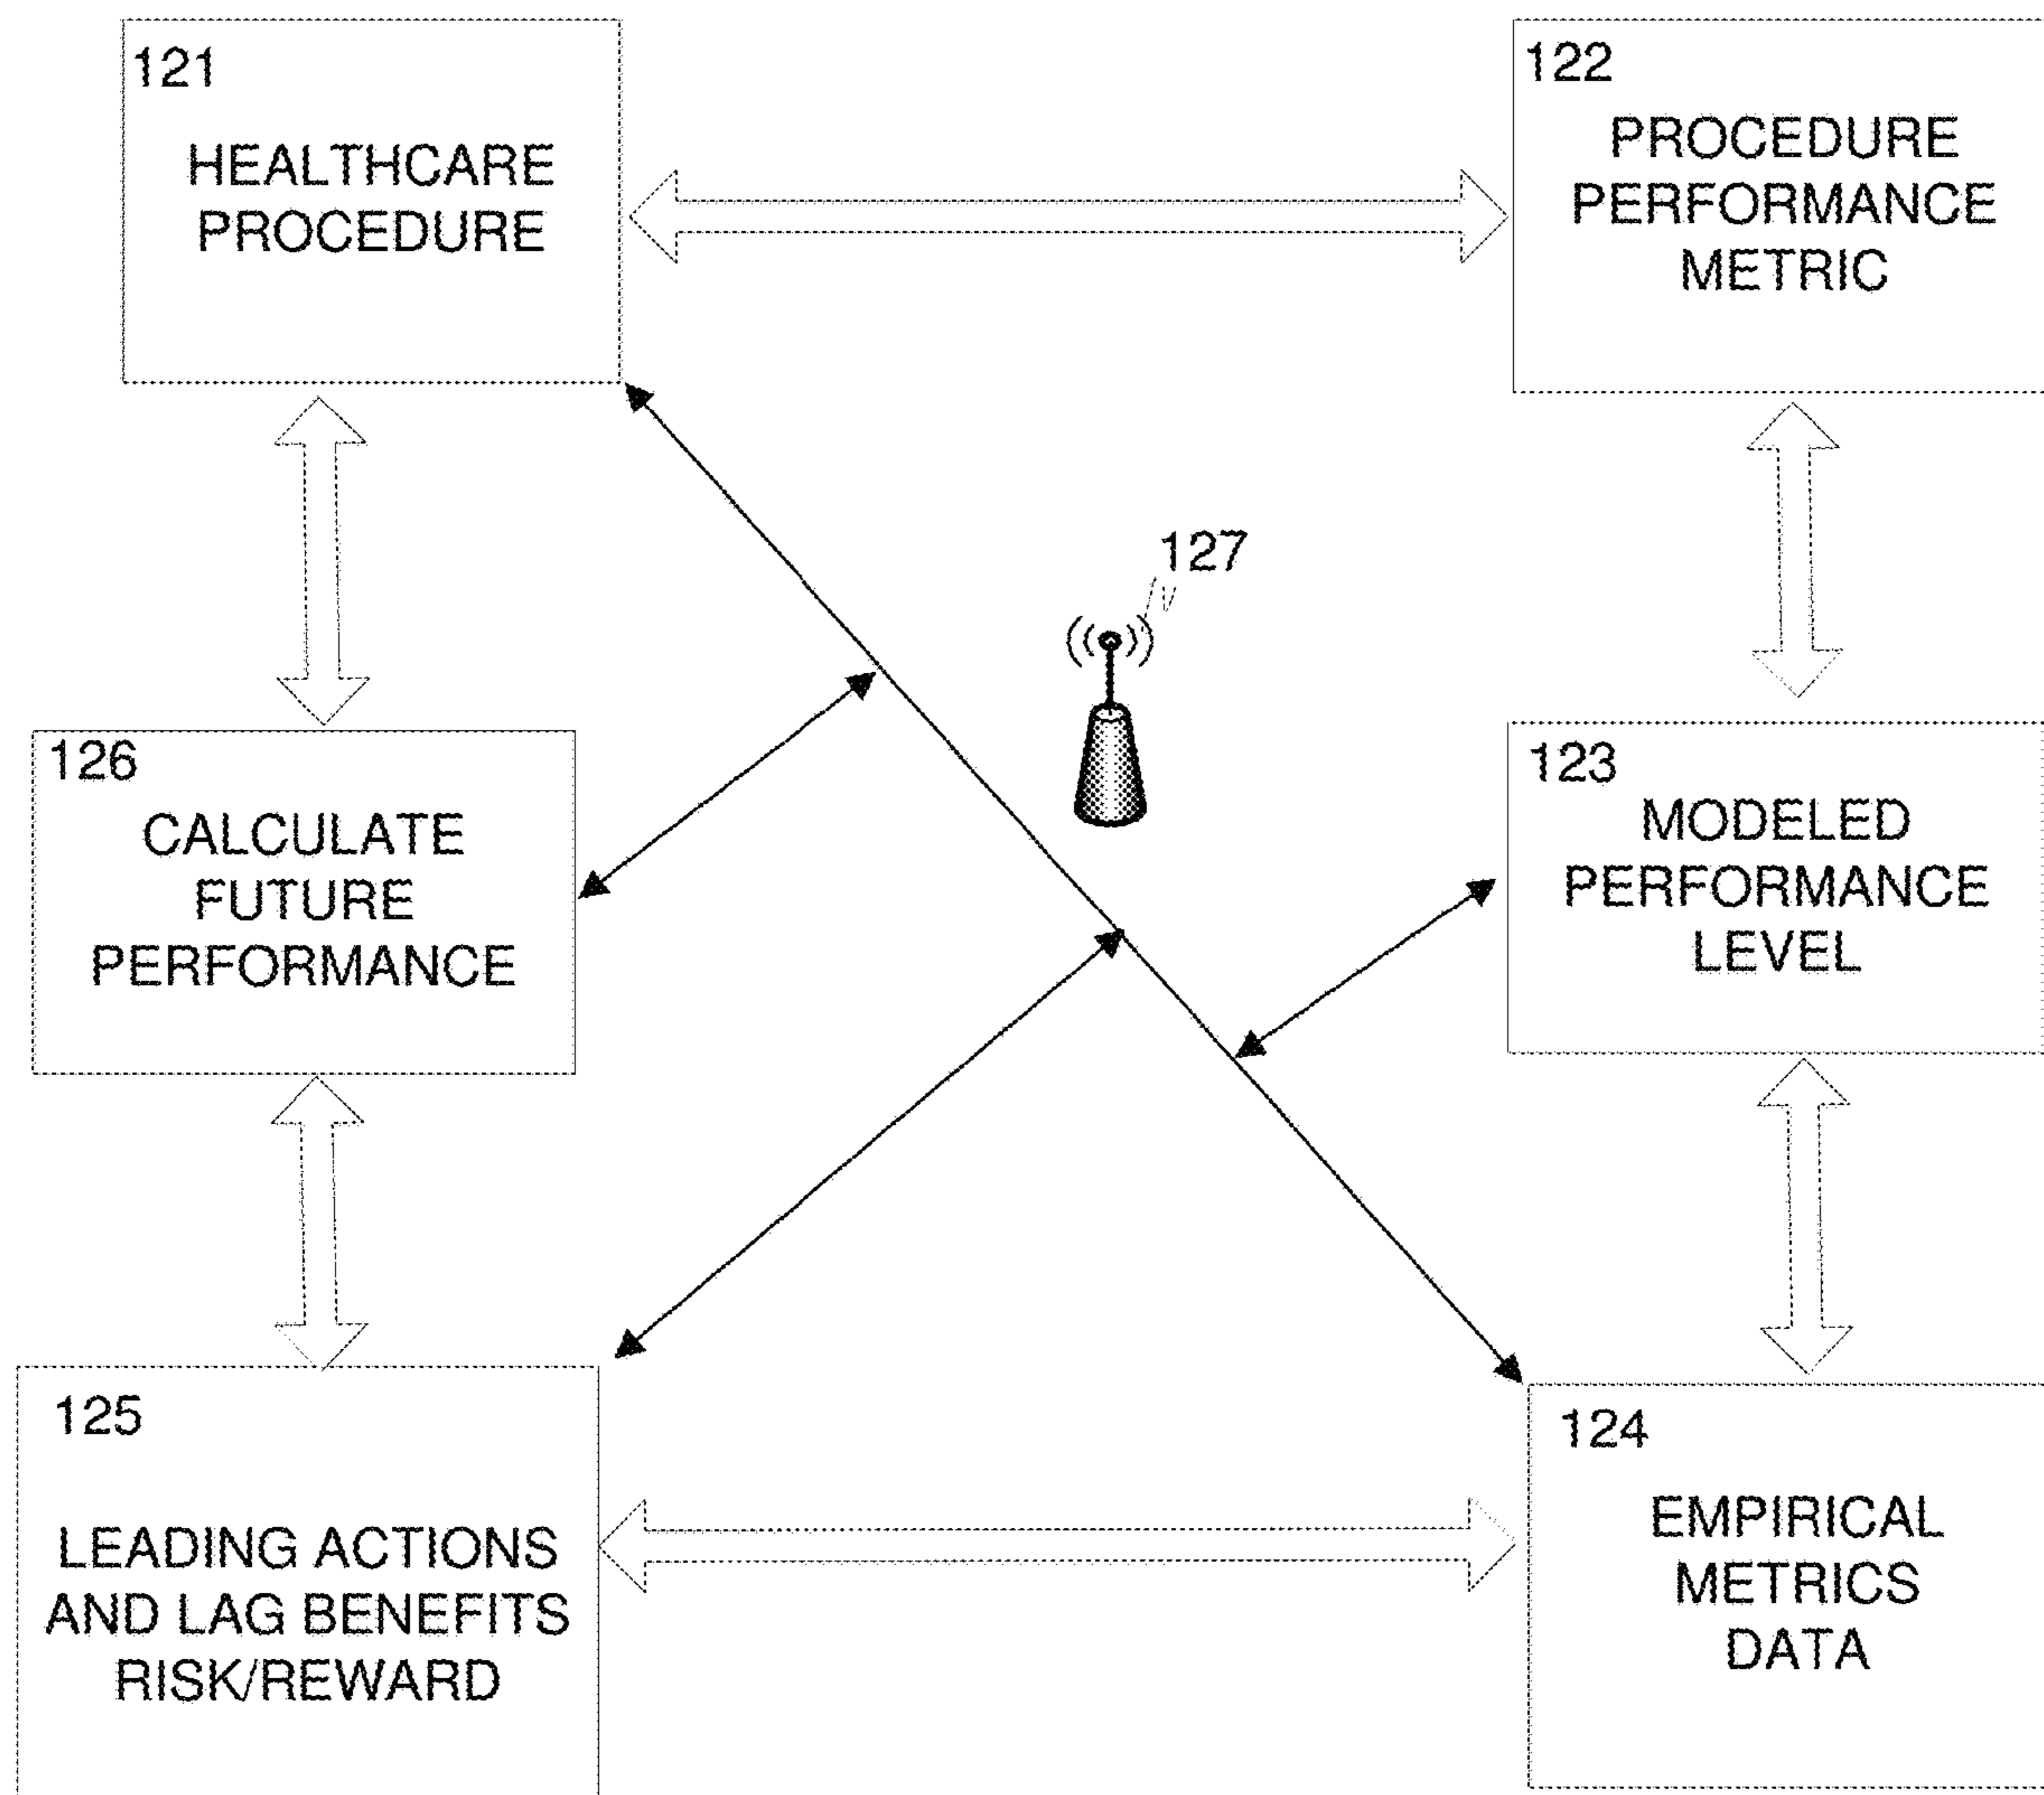 121
HEALTHCARE
PROCEDURE
122
PROCEDURE
PERFORMANCE
METRIC
127
126
CALCULATE
FUTURE
PERFORMANCE
123
MODELED
PERFORMANCE
LEVEL
125
LEADING ACTIONS
AND LAG BENEFITS
RISK/REWARD
124
EMPIRICAL
METRICS
DATA